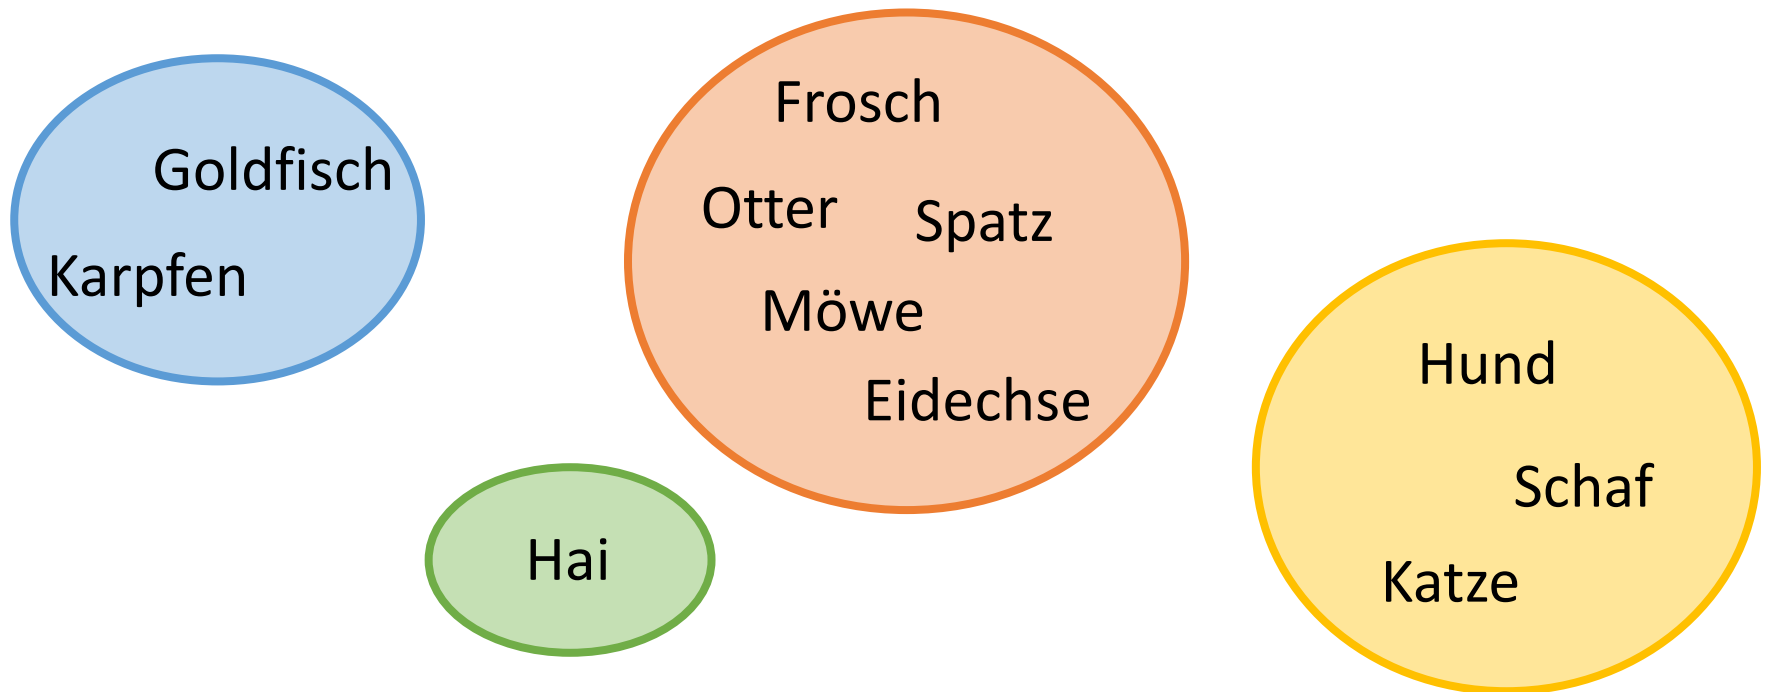 Goldfisch
Karpfen
Frosch
Otter
Spatz
Möwe
Eidechse
Hai
Hund
Schaf
Katze